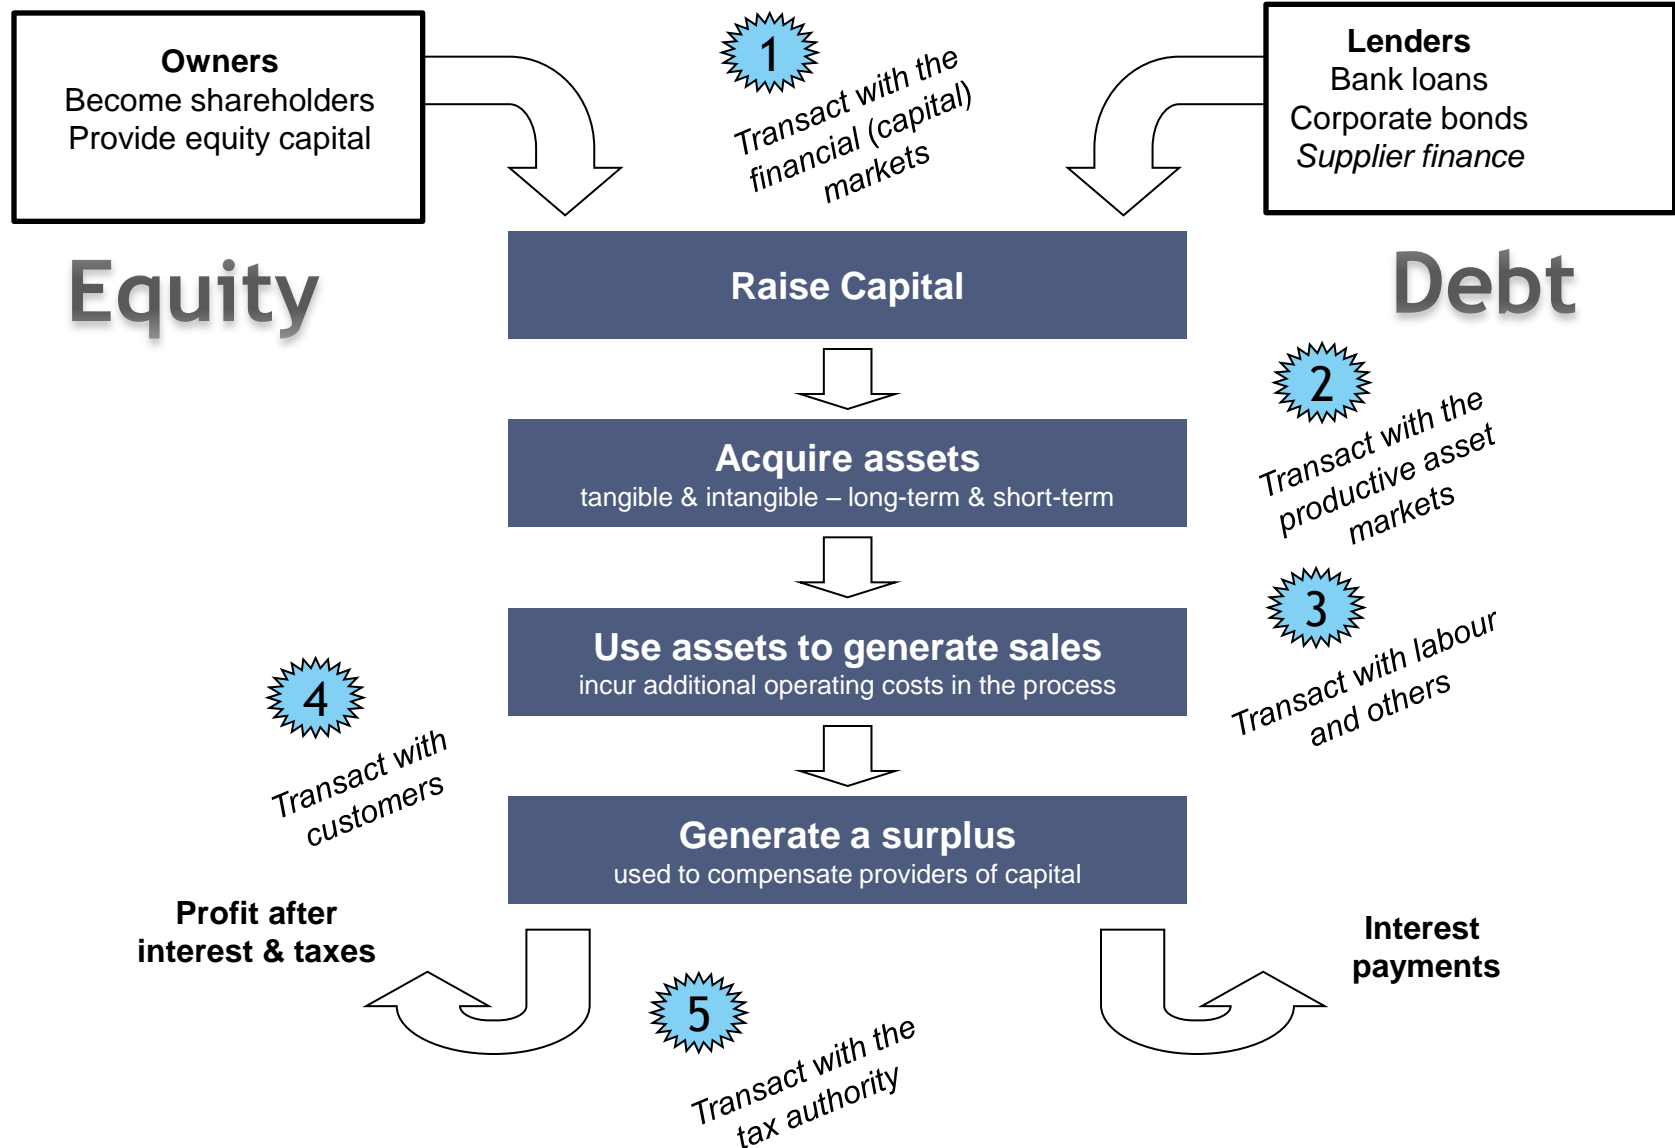 Owners
Become shareholders
Provide equity capital
1
Transact with the
financial (capital)
markets
Lenders
Bank loans
Corporate bonds
Supplier finance
Equity
Raise Capital
Debt
2
Transact with the
productive asset
markets
Acquire assets
tangible & intangible – long-term & short-term
3
Transact with labour
and others
Use assets to generate sales
incur additional operating costs in the process
4
Transact with
customers
Generate a surplus
used to compensate providers of capital
Profit after
interest & taxes
Interest
payments
5
Transact with the
tax authority